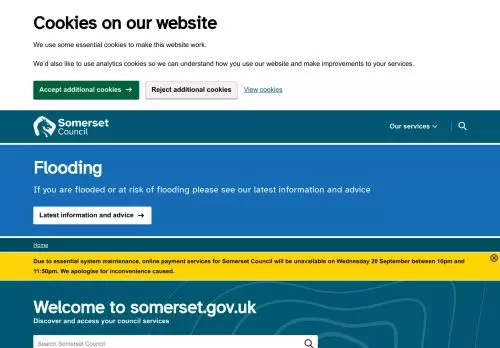 Cookies on our website
We use some essential cookies to make this website work.
We'd also like to use analytics cookies so we can understand how you use our website and make improvements to your services.
Accept additional cookies → Reject additional cookies View cookies
Somerset
Council
Our services
Flooding
If you are flooded or at risk of flooding please see our latest information and advice
Latest information and advice →
Home
Due to essential system maintenance, online payment services for Somerset Council will be unavailable on Wednesday 20 September between 10pm and
11:50pm. We apologise for inconvenience caused.
Welcome to somerset.gov.uk
Discover and access your council services
Search Somerset Council